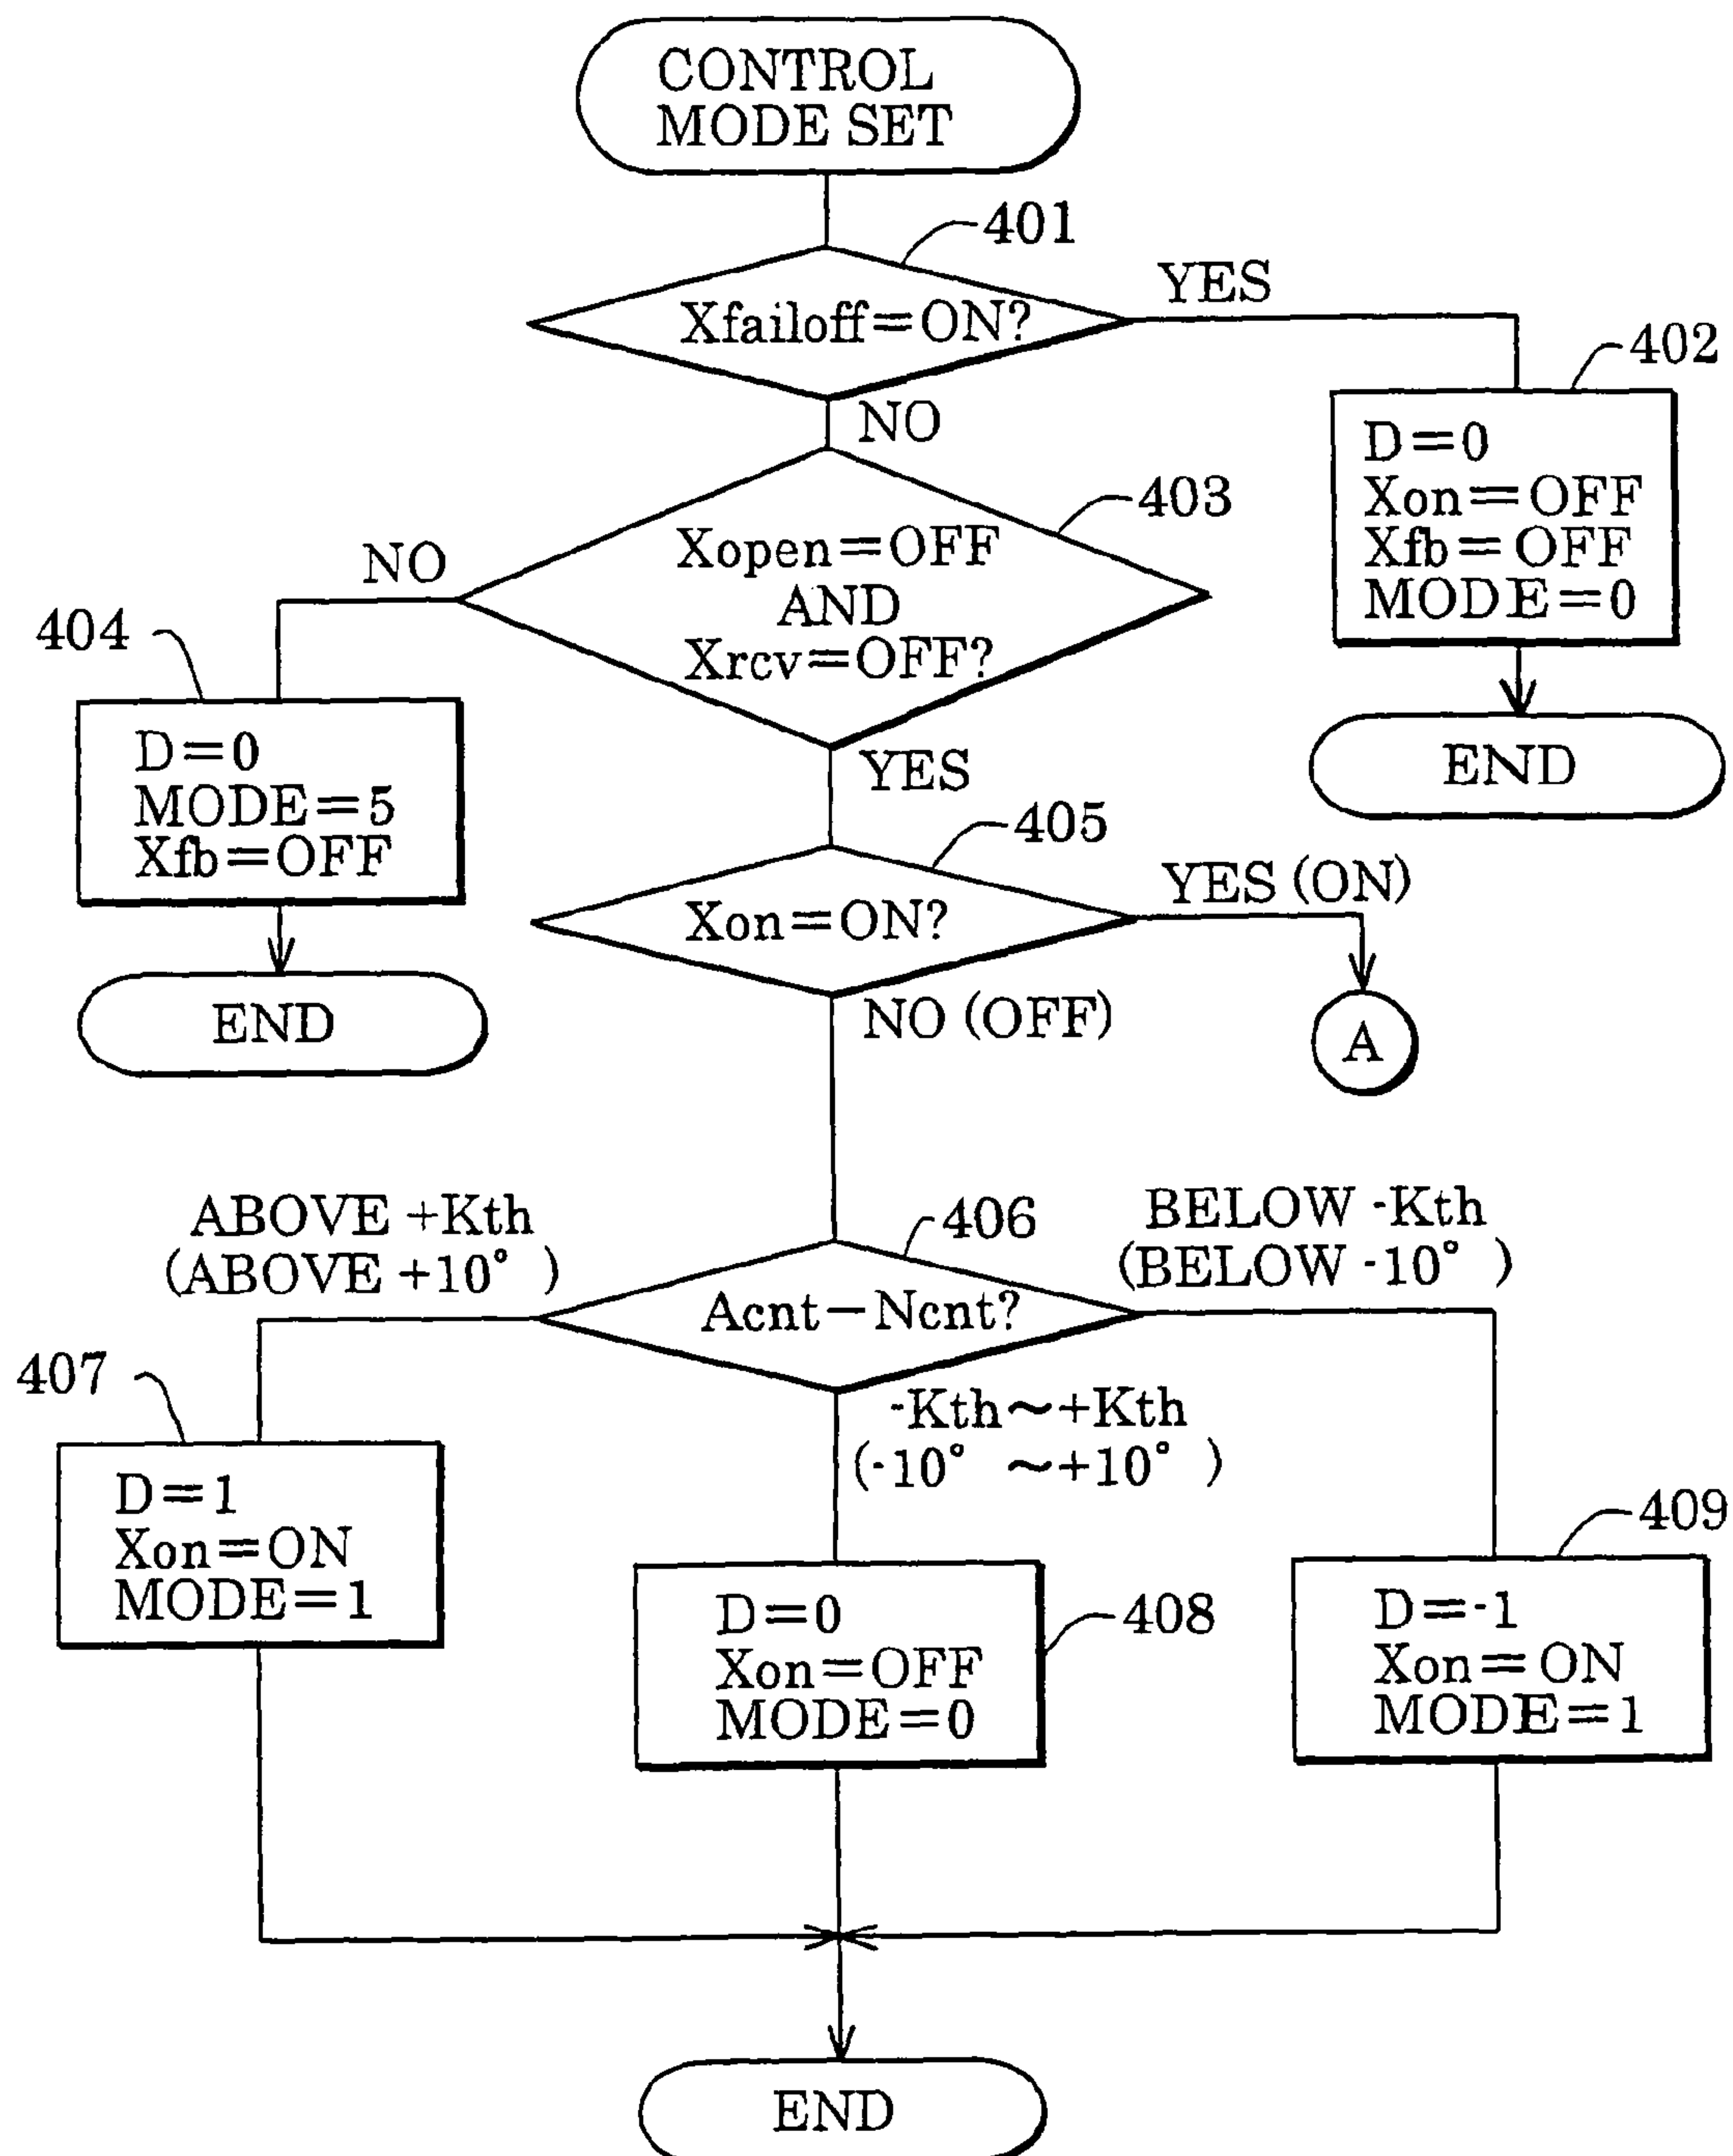 CONTROL
MODE SET
401
Xfailoff=ON?
YES
NO
402
D=0
Xon=OFF
Xfb=OFF
MODE=0
END
403
Xopen=OFF
AND
Xrcv=OFF?
NO
YES
404
D=0
MODE=5
Xfb=OFF
END
405
Xon=ON?
YES (ON)
A
NO (OFF)
406
Acnt-Ncnt?
ABOVE +Kth
(ABOVE +10° )
BELOW -Kth
(BELOW -10° )
-Kth~+Kth
(-10° ~+10° )
407
D=1
Xon=ON
MODE=1
408
D=0
Xon=OFF
MODE=0
409
D=-1
Xon=ON
MODE=1
END